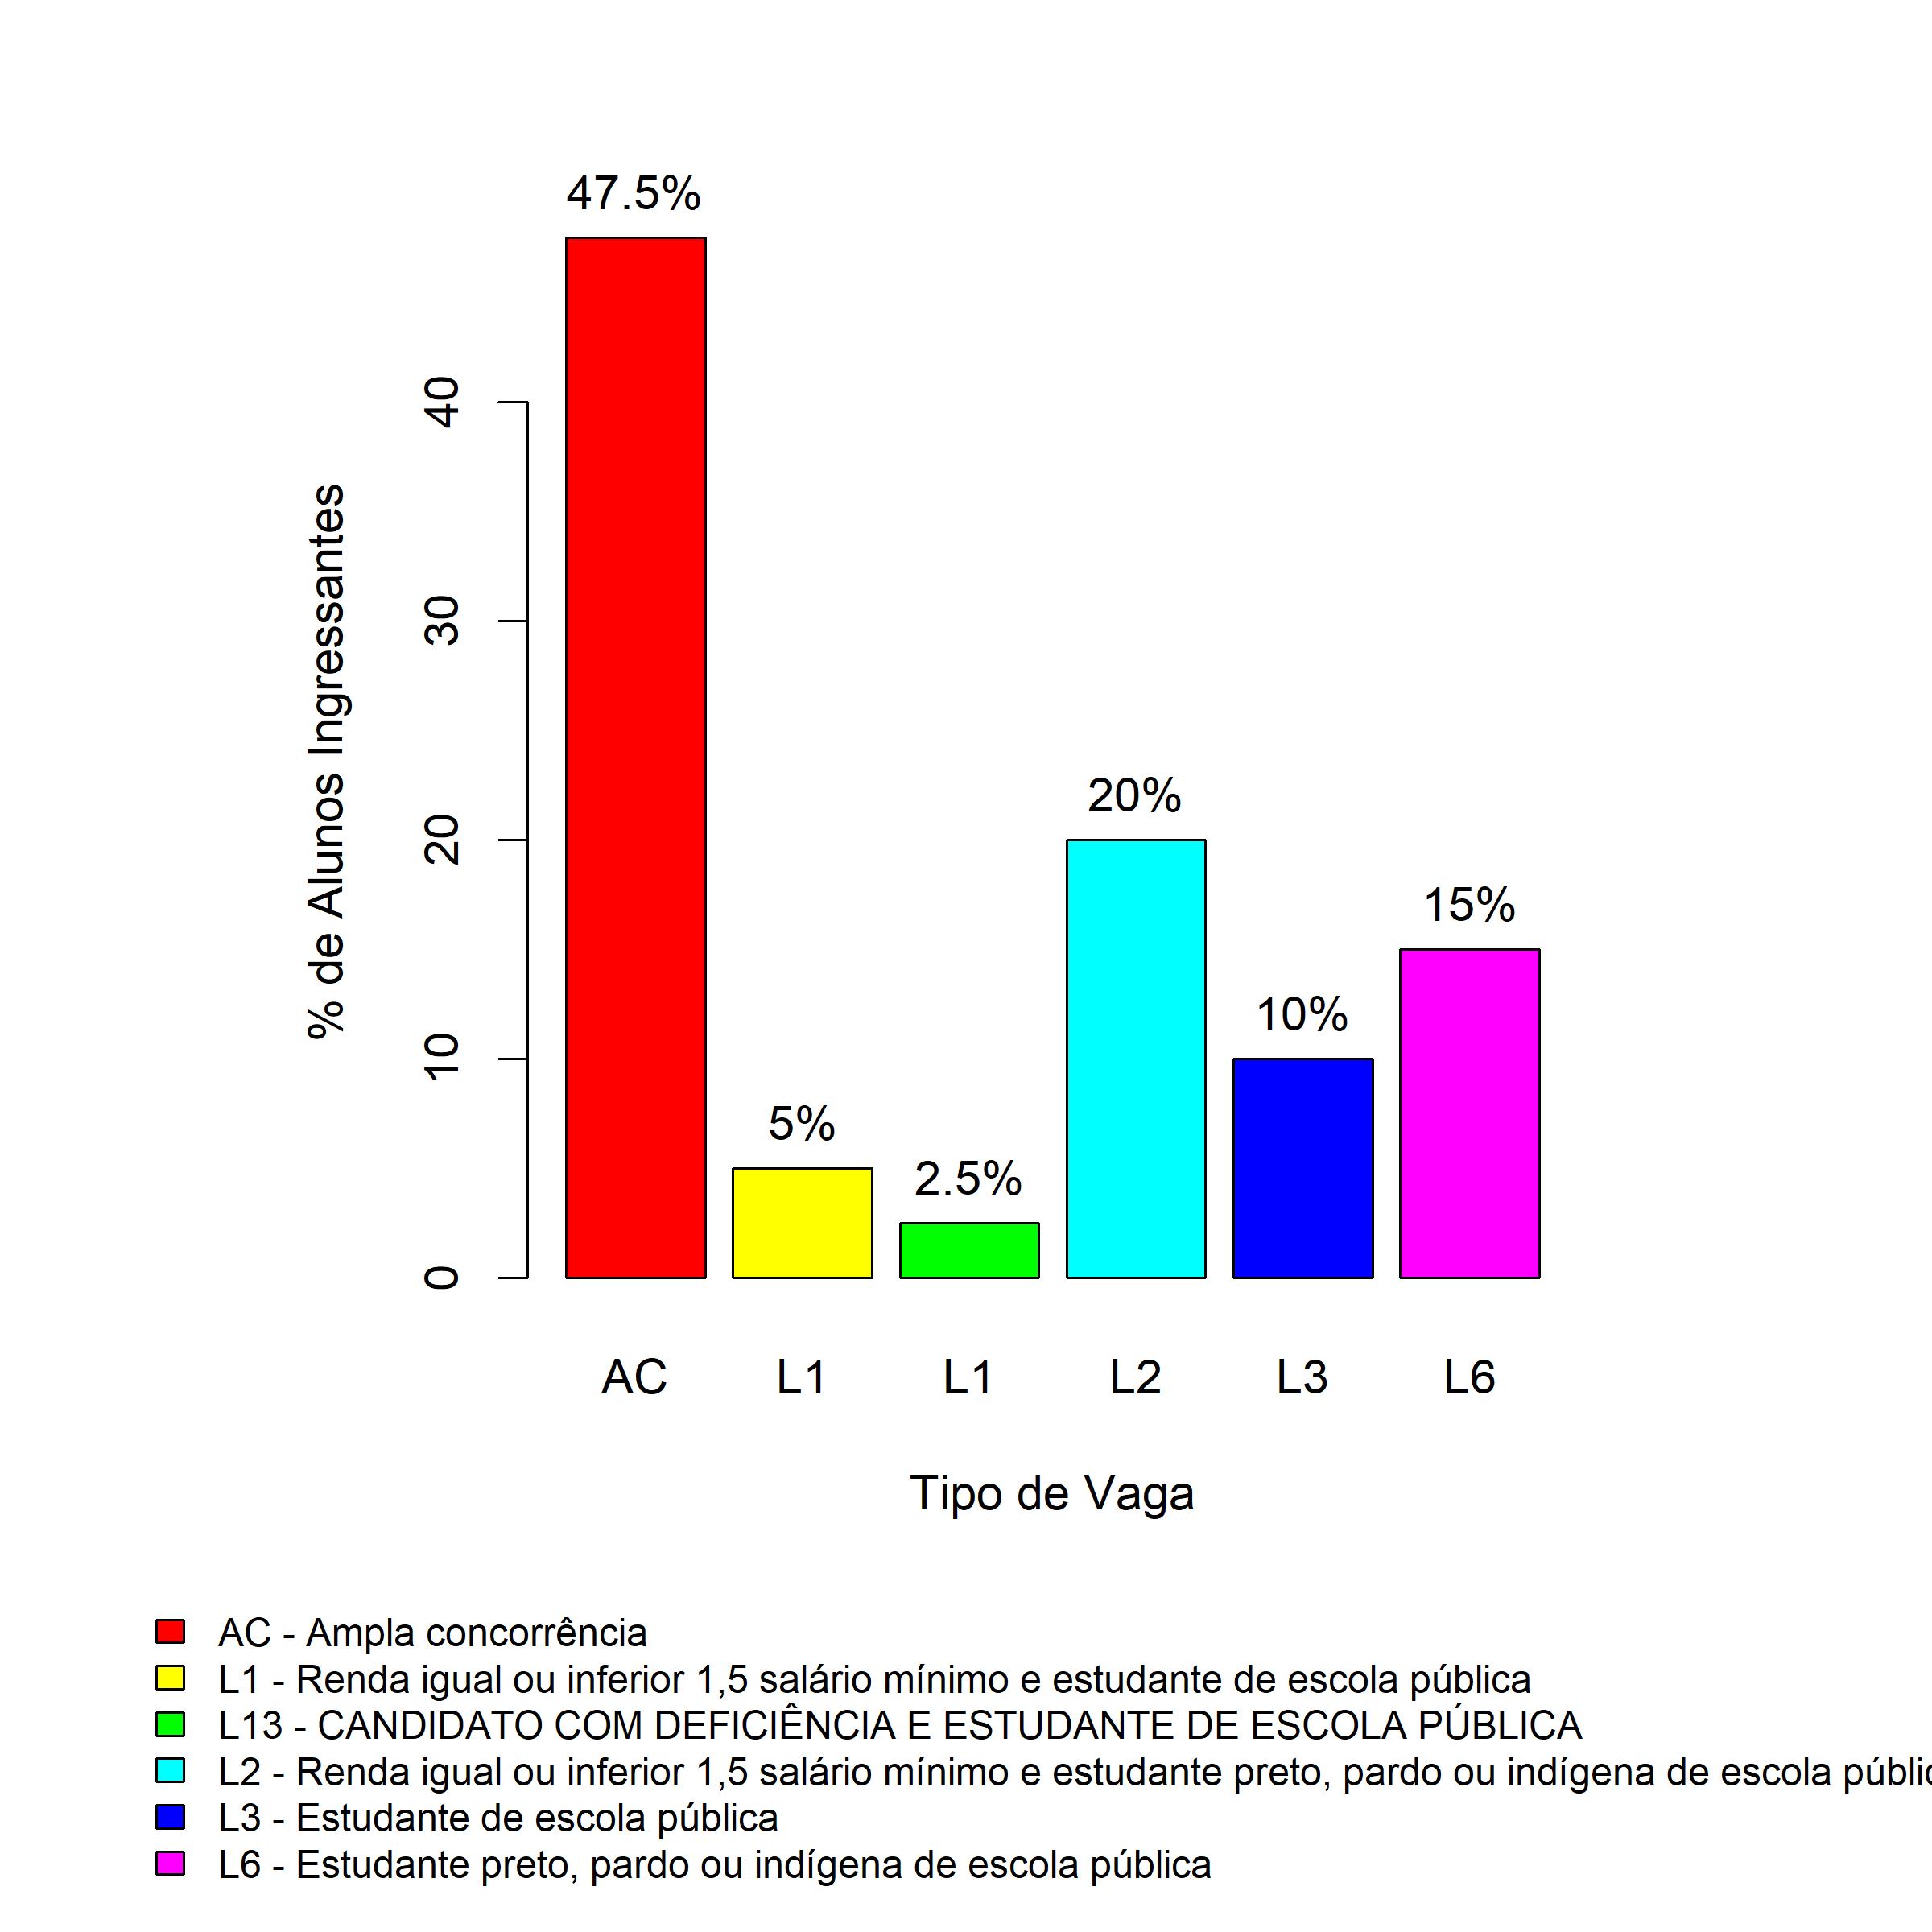 47.5%
40
30
20
10
0
% de Alunos Ingressantes
5%
2.5%
20%
10%
15%
AC L1 L1 L2 L3 L6
Tipo de Vaga
AC - Ampla concorrência
L1 - Renda igual ou inferior 1,5 salário mínimo e estudante de escola pública
L13 - CANDIDATO COM DEFICIÊNCIA E ESTUDANTE DE ESCOLA PÚBLICA
L2 - Renda igual ou inferior 1,5 salário mínimo e estudante preto, pardo ou indígena de escola
L3 - Estudante de escola pública
L6 - Estudante preto, pardo ou indígena de escola pública